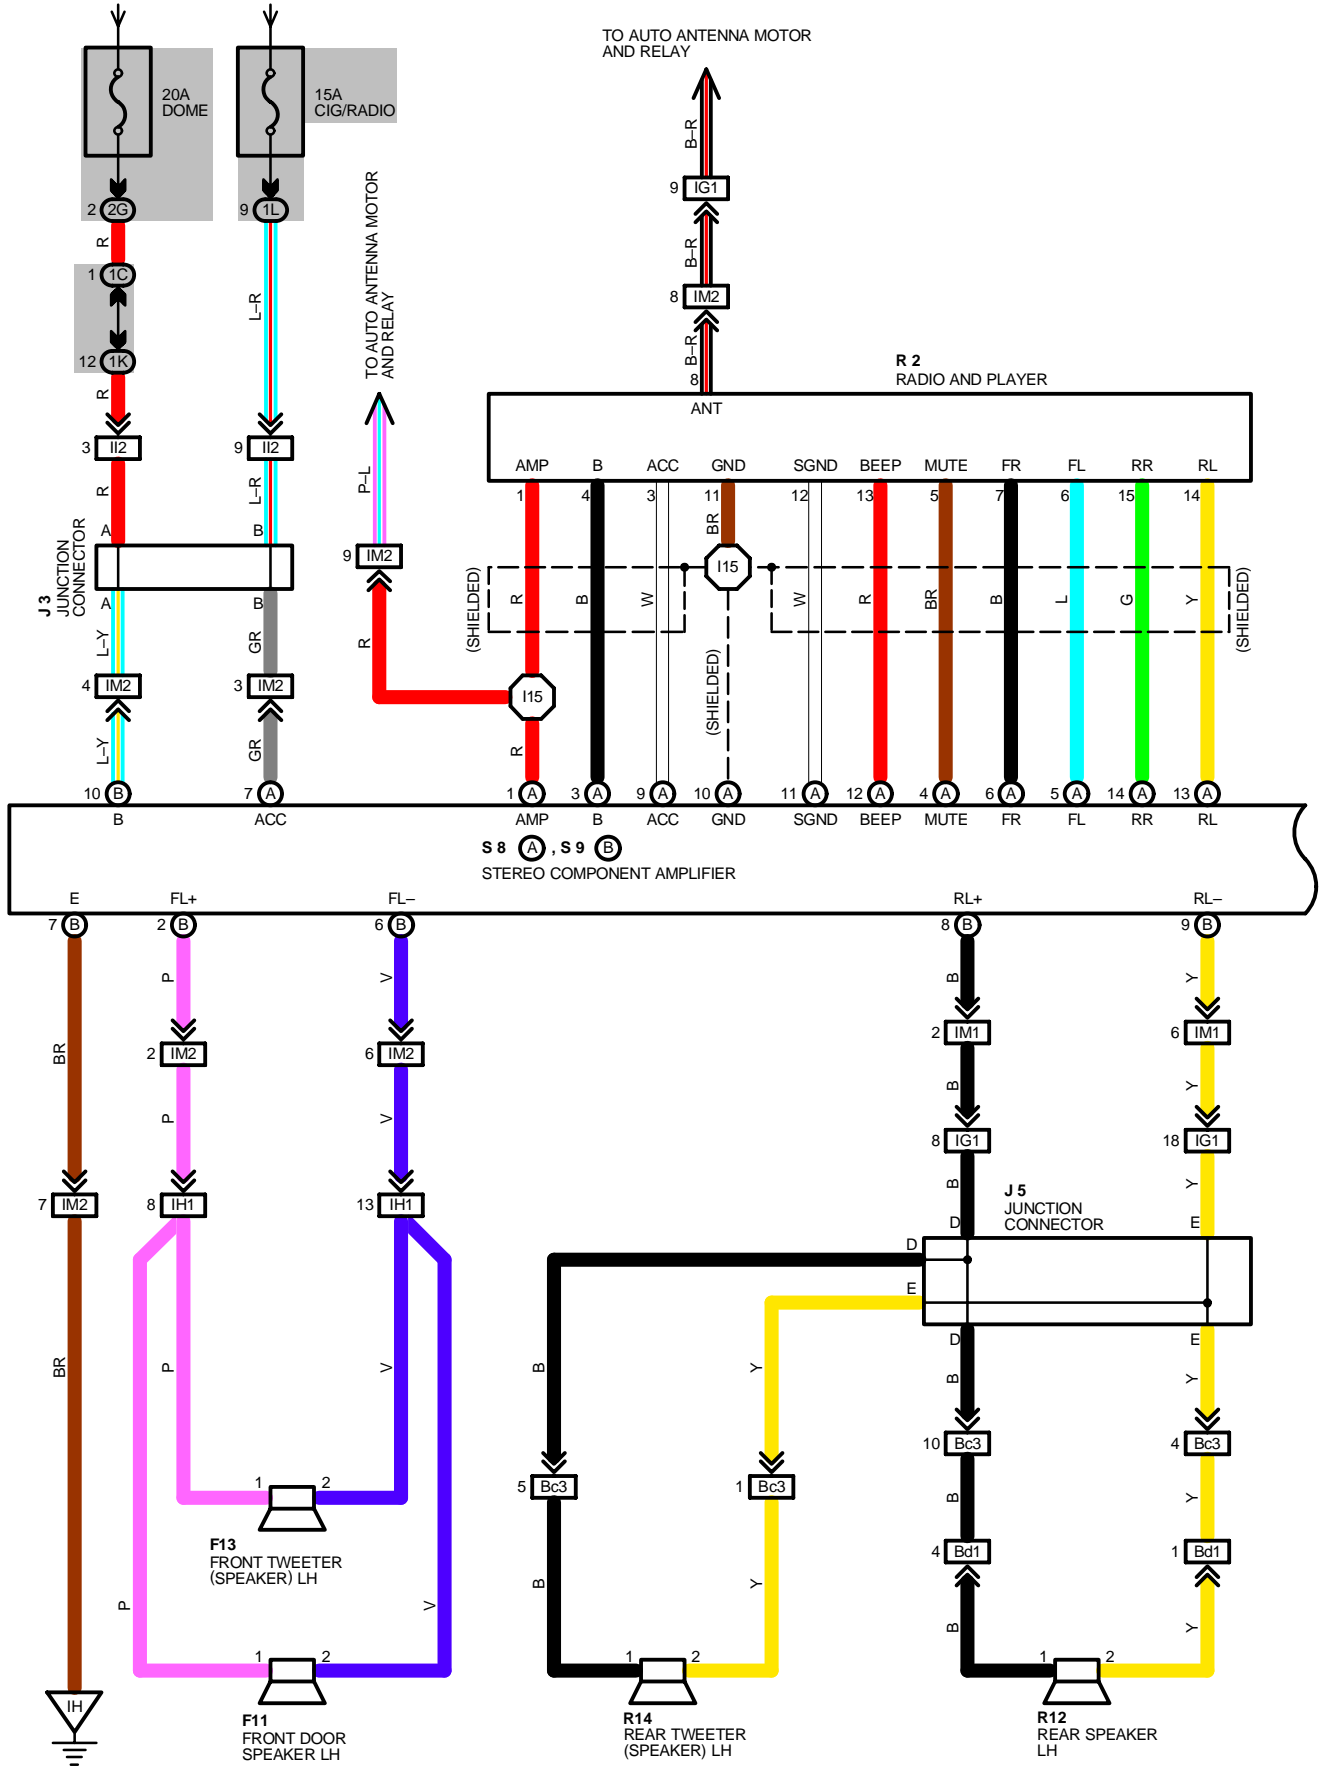 TO AUTO ANTENNA MOTOR
AND RELAY
20A
DOME
15A
CIG/RADIO
B–R
9 IG1
2 2G
9 1L
R
B–R
1 1C
8 IM2
L–R
TO AUTO ANTENNA MOTOR
AND RELAY
12 1K
B–R
8
R 2
RADIO AND PLAYER
R
ANT
3 II2
9 II2
P–L
AMP B ACC GND SGND BEEP MUTE FR FL RR RL
1 4 3 11 12 13 5 7 6 15 14
R
L–R
BR
A
B
J 3
JUNCTION
CONNECTOR
9 IM2
I15
(SHIELDED)
R B W W R BR B L G Y
(SHIELDED)
A
B
L–Y
GR
R
4 IM2
3 IM2
I15
(SHIELDED)
L–Y
GR
R
10 B
7 A
1 A
3 A
9 A
10 A
11 A
12 A
4 A
6 A
5 A
14 A
13 A
B ACC AMP B ACC GND SGND BEEP MUTE FR FL RR RL
S 8 A , S 9 B
STEREO COMPONENT AMPLIFIER
E FL+ FL– RL+ RL–
7 B
2 B
6 B
8 B
9 B
P V B Y
2 IM1
6 IM1
BR
2 IM2
6 IM2
B Y
P V
8 IG1
18 IG1
7 IM2
8 IH1
13 IH1
B Y
J 5
JUNCTION
CONNECTOR
D E
D
E
D E
BR P V B Y B Y
10 Bc3
4 Bc3
5 Bc3
1 Bc3
1 2
B Y
F13
FRONT TWEETER
(SPEAKER) LH
4 Bd1
1 Bd1
B Y
P V
B Y
1 2
1 2
1 2
IH
F11
FRONT DOOR
SPEAKER LH
R14
REAR TWEETER
(SPEAKER) LH
R12
REAR SPEAKER
LH